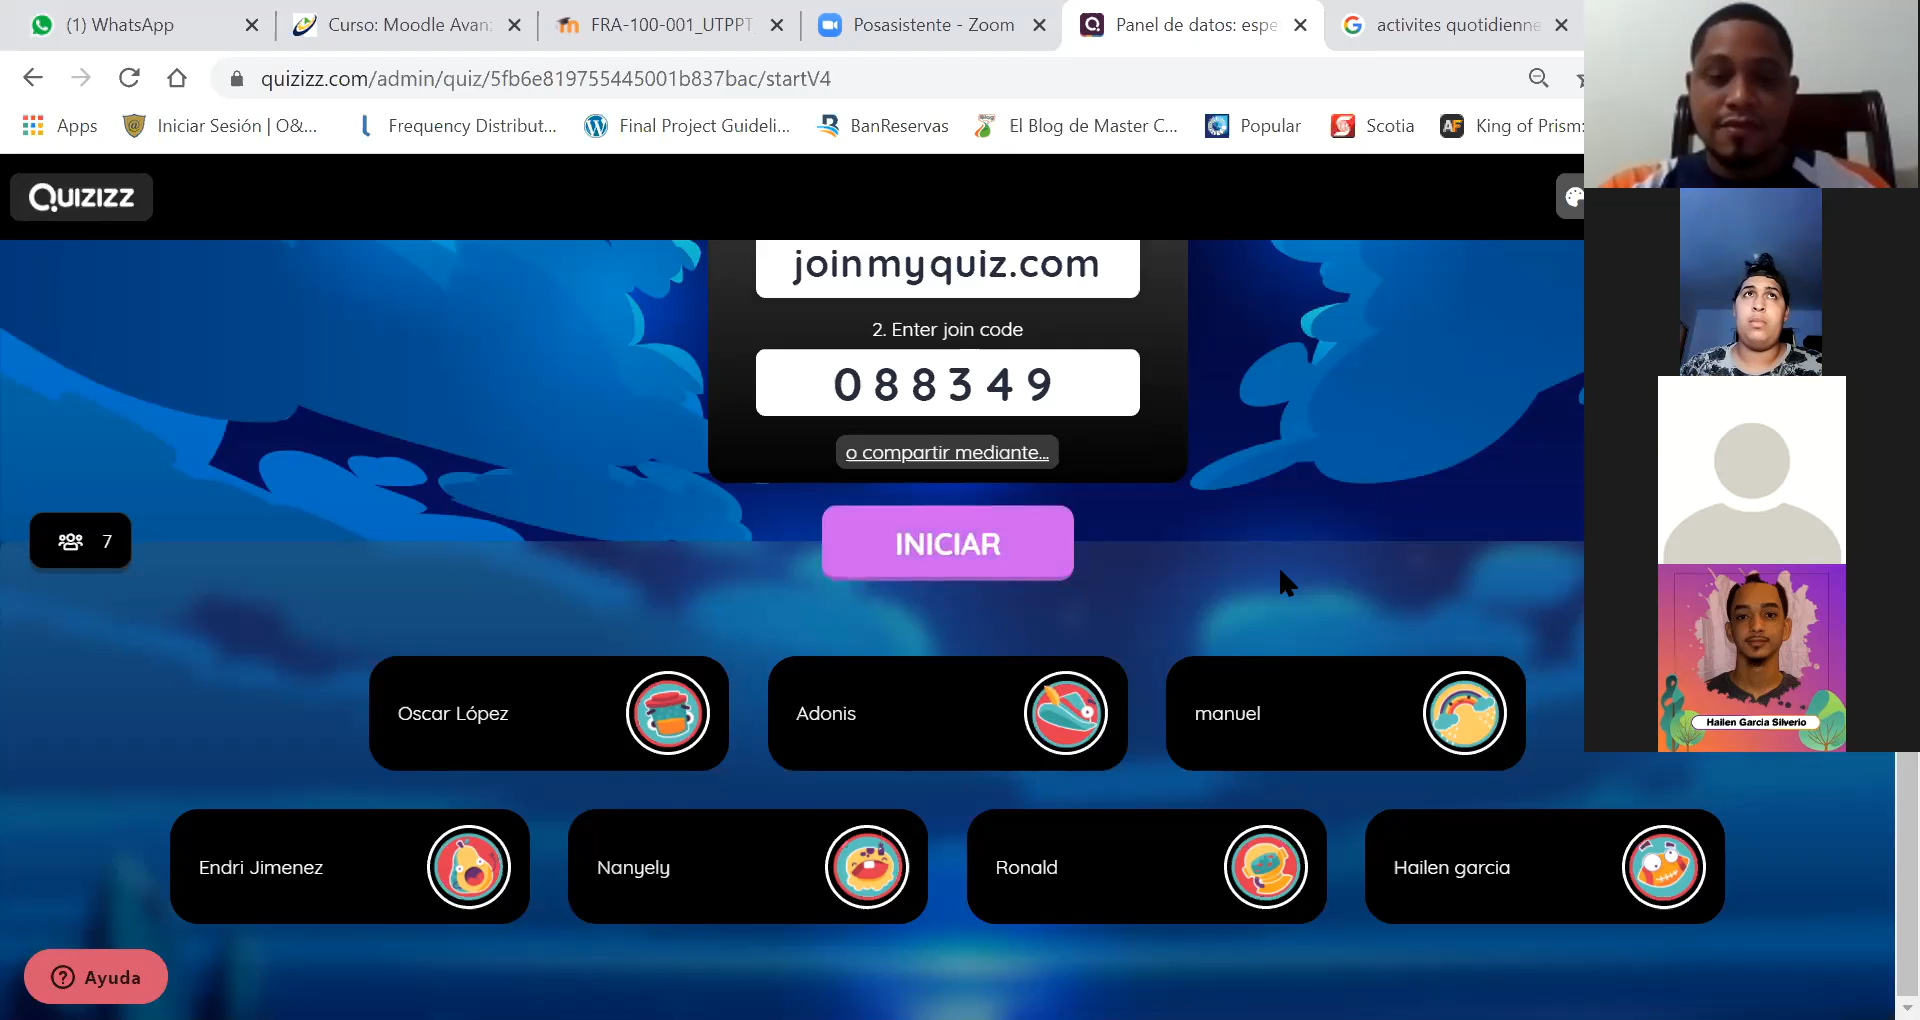 (1) WhatsApp
Curso: Moodle Avan
FRA-100-001_UTPPT
Posasistente - Zoom
Panel de datos: espe
activites quotidienne
quizizz.com/admin/quiz/5fb6e819755445001b837bac/startV4
Apps
Iniciar Sesión | O&...
Frequency Distribut...
Final Project Guideli...
BanReservas
El Blog de Master C...
Popular
Scotia
King of Prism:
QUIZIZZ
joinmyquiz.com
2. Enter join code
088349
o compartir mediante...
7
INICIAR
Oscar López
Adonis
manuel
Hailen Garcia Silverio
Endri Jimenez
Nanyely
Ronald
Hailen garcia
Ayuda